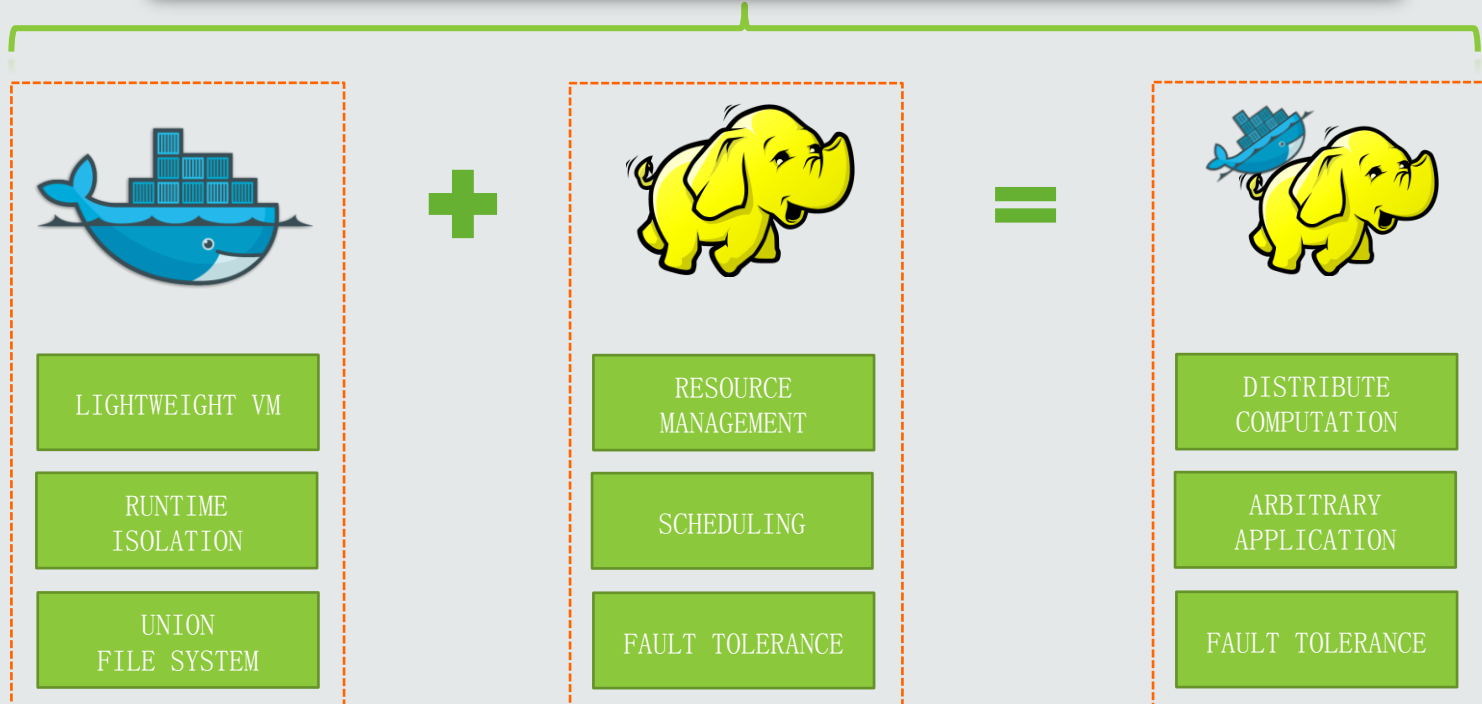 LIGHTWEIGHT VM
RUNTIME
ISOLATION
UNION
FILE SYSTEM
RESOURCE
MANAGEMENT
SCHEDULING
FAULT TOLERANCE
DISTRIBUTE
COMPUTATION
ARBITRARY
APPLICATION
FAULT TOLERANCE